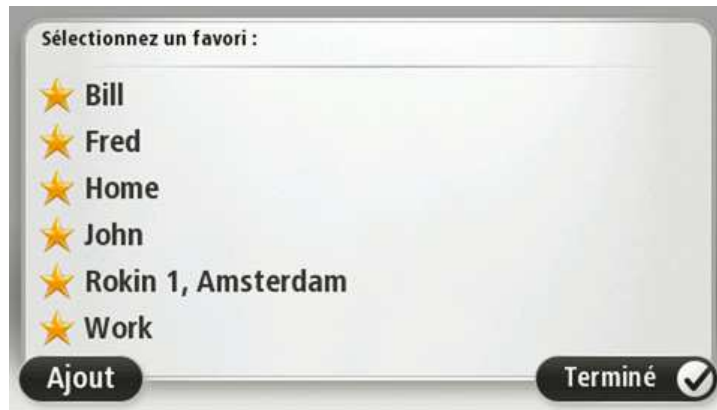 Sélectionnez un favori :
Bill
Fred
Home
John
Rokin 1, Amsterdam
Work
Ajout
Terminé